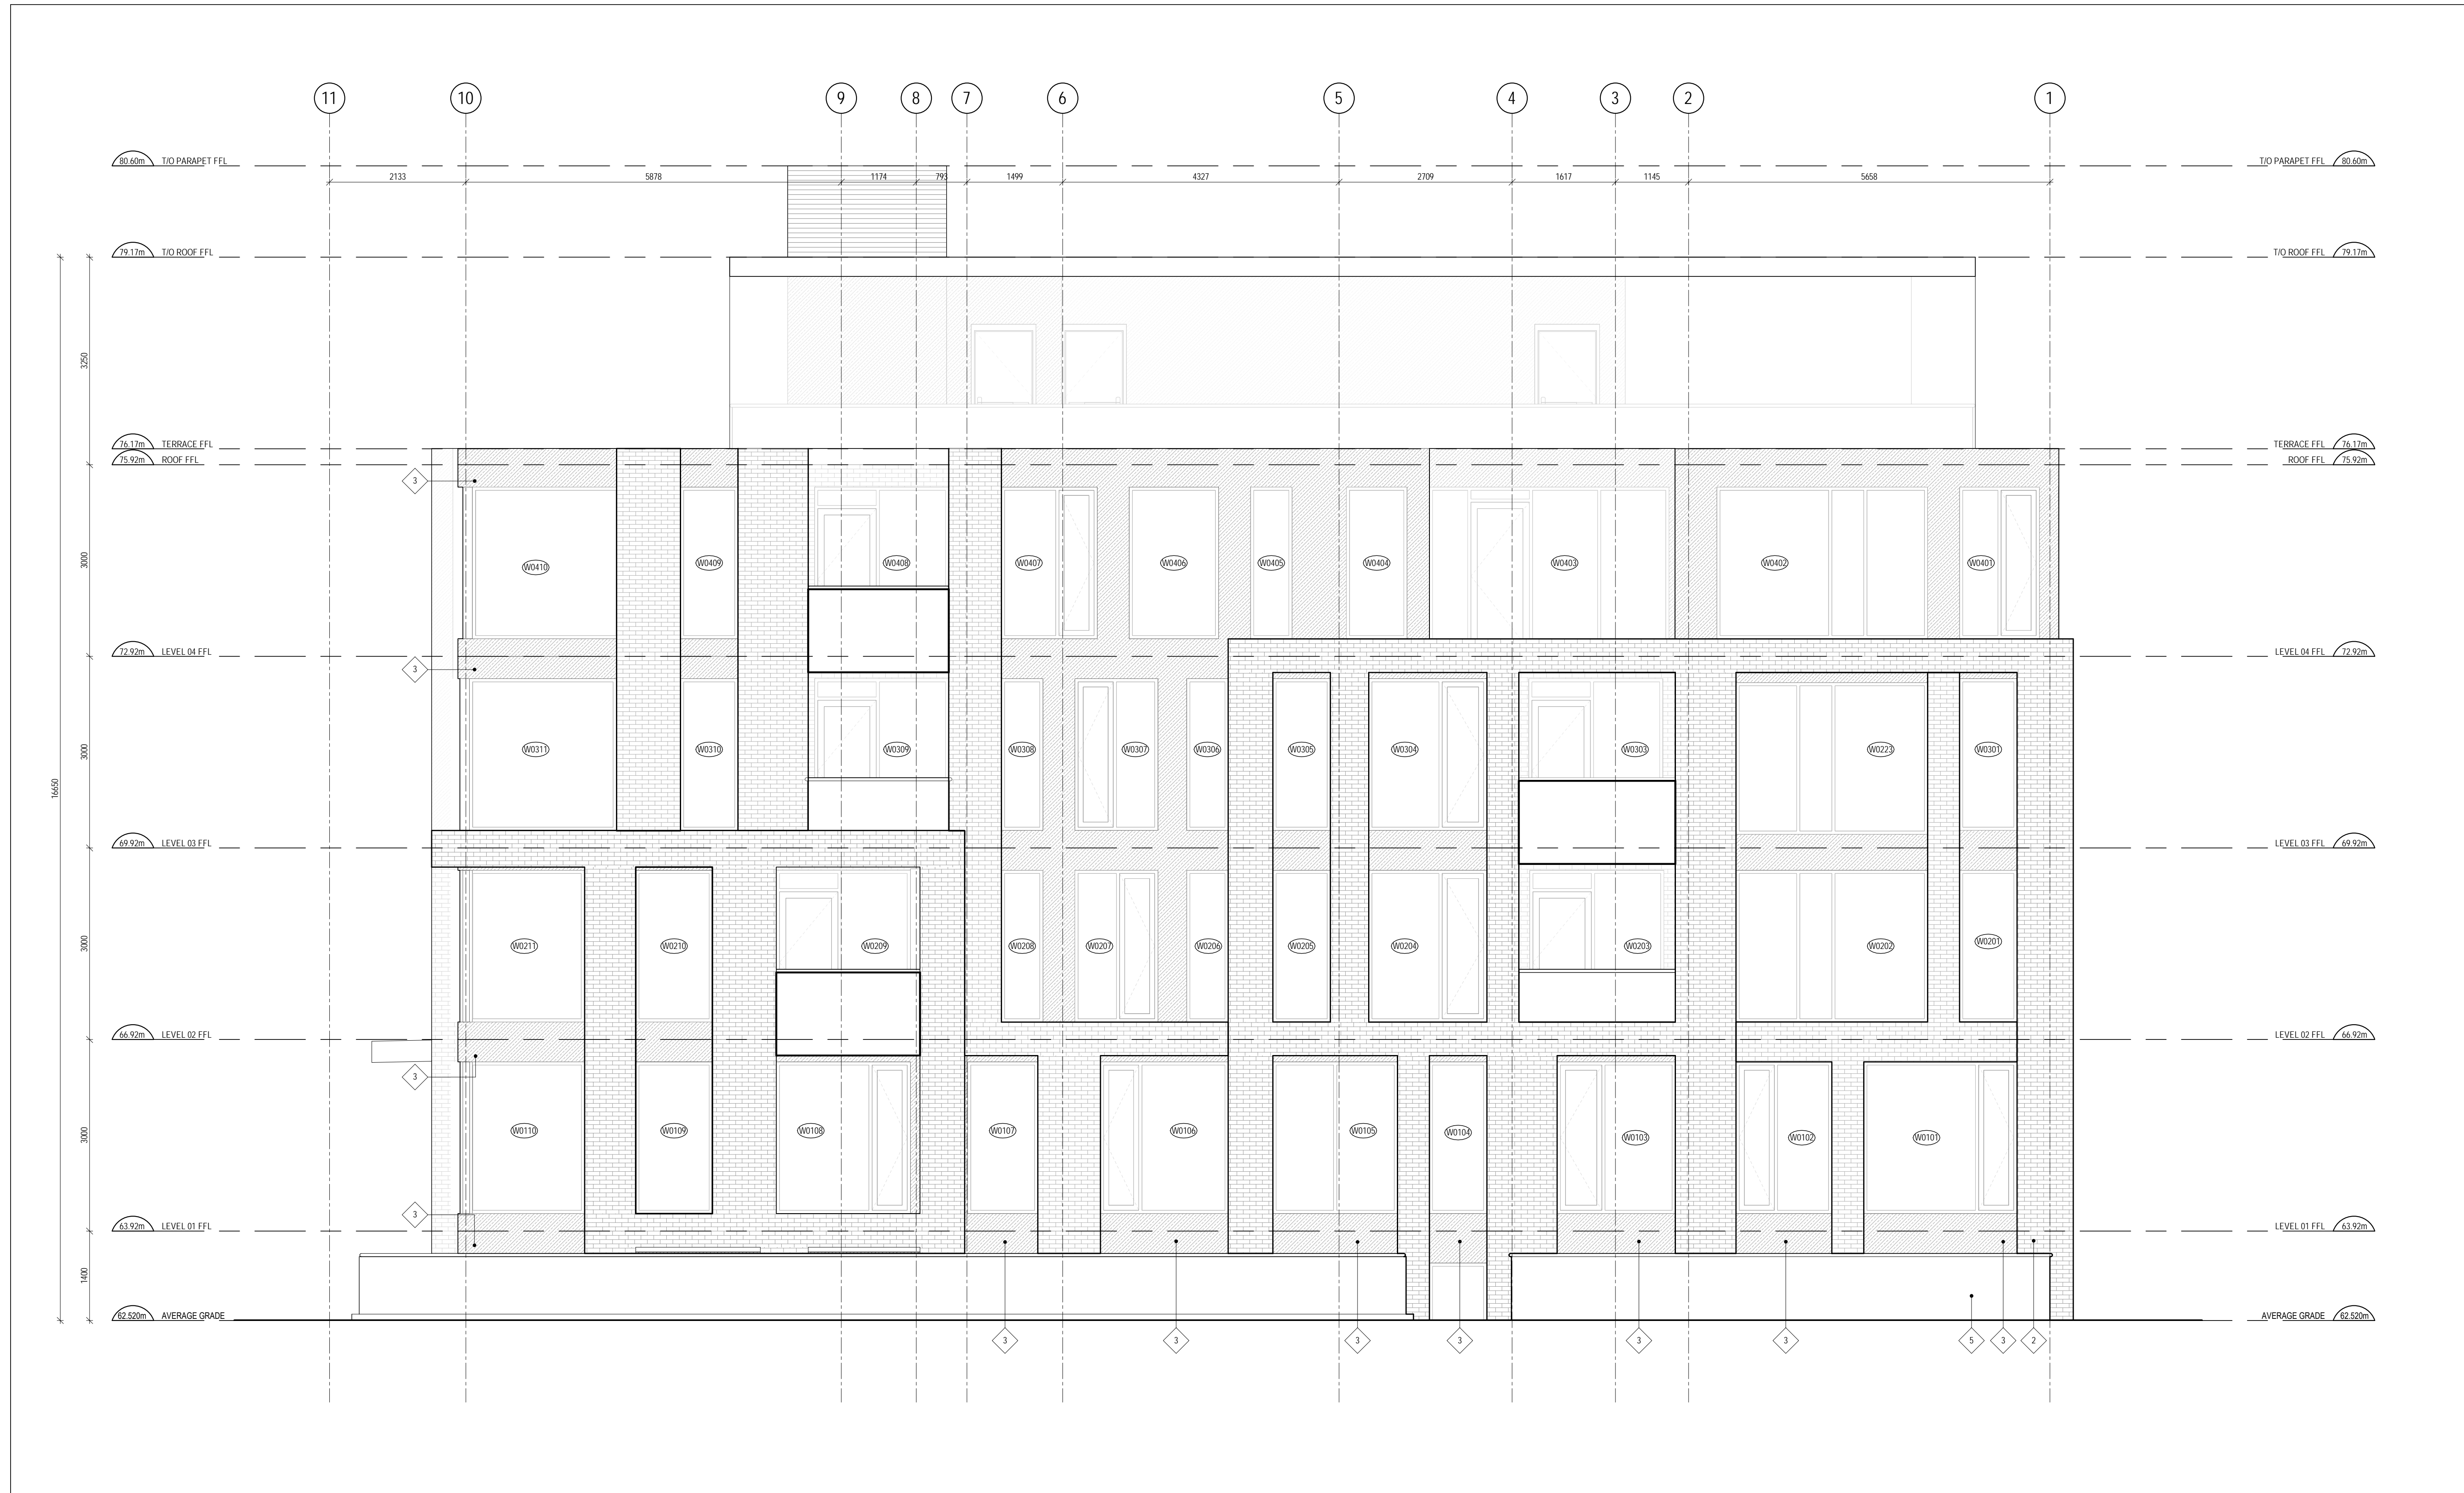 11 10 9 8 7 6 5 4 3 2 1
80.60m T/O PARAPET FFL
T/O PARAPET FFL 80.60m
2133 5878 1174 793 1499 4327 2709 1617 1145 5658
79.17m T/O ROOF FFL
T/O ROOF FFL 79.17m
3250
76.17m TERRACE FFL
TERRACE FFL 76.17m
75.92m ROOF FFL
ROOF FFL 75.92m
3
3000
W0410 W0409 W0408 W0407 W0406 W0405 W0404 W0403 W0402 W0401
72.92m LEVEL 04 FFL
LEVEL 04 FFL 72.92m
3
3000
W0311 W0310 W0309 W0308 W0307 W0306 W0305 W0304 W0303 W0223 W0301
16650
69.92m LEVEL 03 FFL
LEVEL 03 FFL 69.92m
3000
W0211 W0210 W0209 W0208 W0207 W0206 W0205 W0204 W0203 W0202 W0201
66.92m LEVEL 02 FFL
LEVEL 02 FFL 66.92m
3
3000
W0110 W0109 W0108 W0107 W0106 W0105 W0104 W0103 W0102 W0101
3
63.92m LEVEL 01 FFL
LEVEL 01 FFL 63.92m
1400
62.520m AVERAGE GRADE
AVERAGE GRADE 62.520m
3 3 3 3 3 3 5 3 2